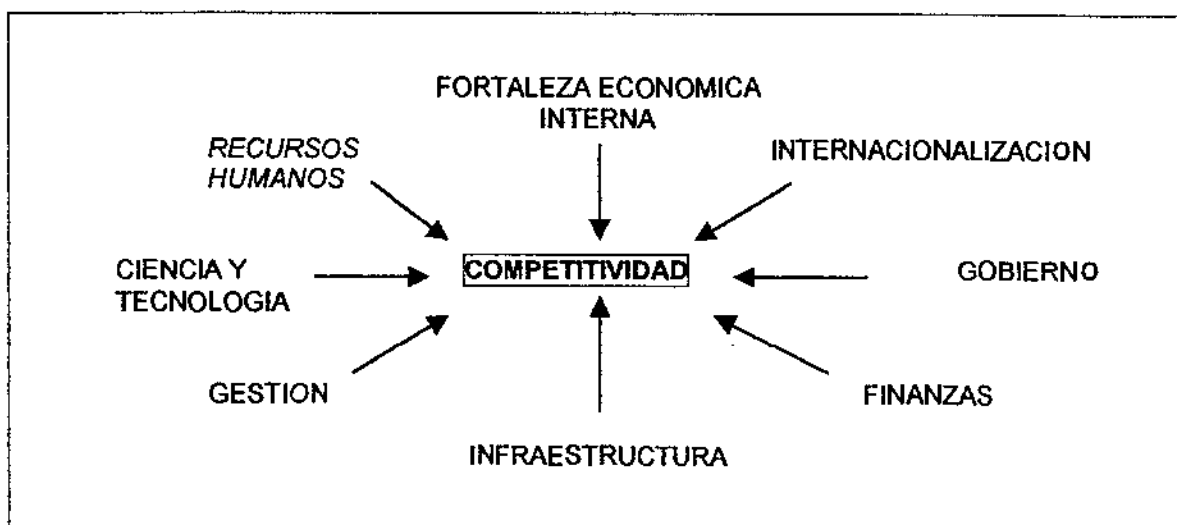 FORTALEZA ECONOMICA
INTERNA
RECURSOS
HUMANOS
INTERNACIONALIZACION
CIENCIA Y
TECNOLOGIA
COMPETITIVIDAD
GOBIERNO
GESTION
FINANZAS
INFRAESTRUCTURA